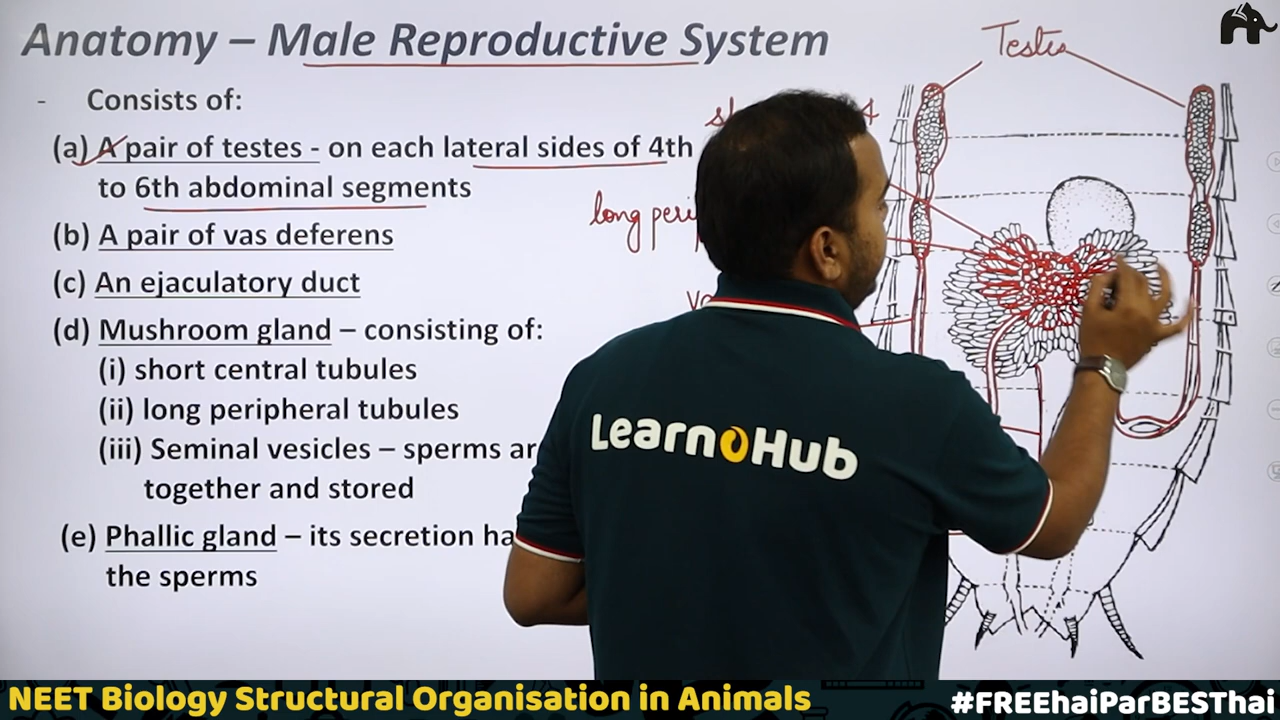 Anatomy – Male Reproductive System
- Consists of:
(a) A pair of testes - on each lateral sides of 4th
to 6th abdominal segments
(b) A pair of vas deferens
(c) An ejaculatory duct
(d) Mushroom gland – consisting of:
(i) short central tubules
(ii) long peripheral tubules
(iii) Seminal vesicles – sperms
together and stored
(e) Phallic gland – its secretion
the sperms
Testes
long
LearnoHub
NEET Biology Structural Organisation in Animals
#FREEhaiParBESThai